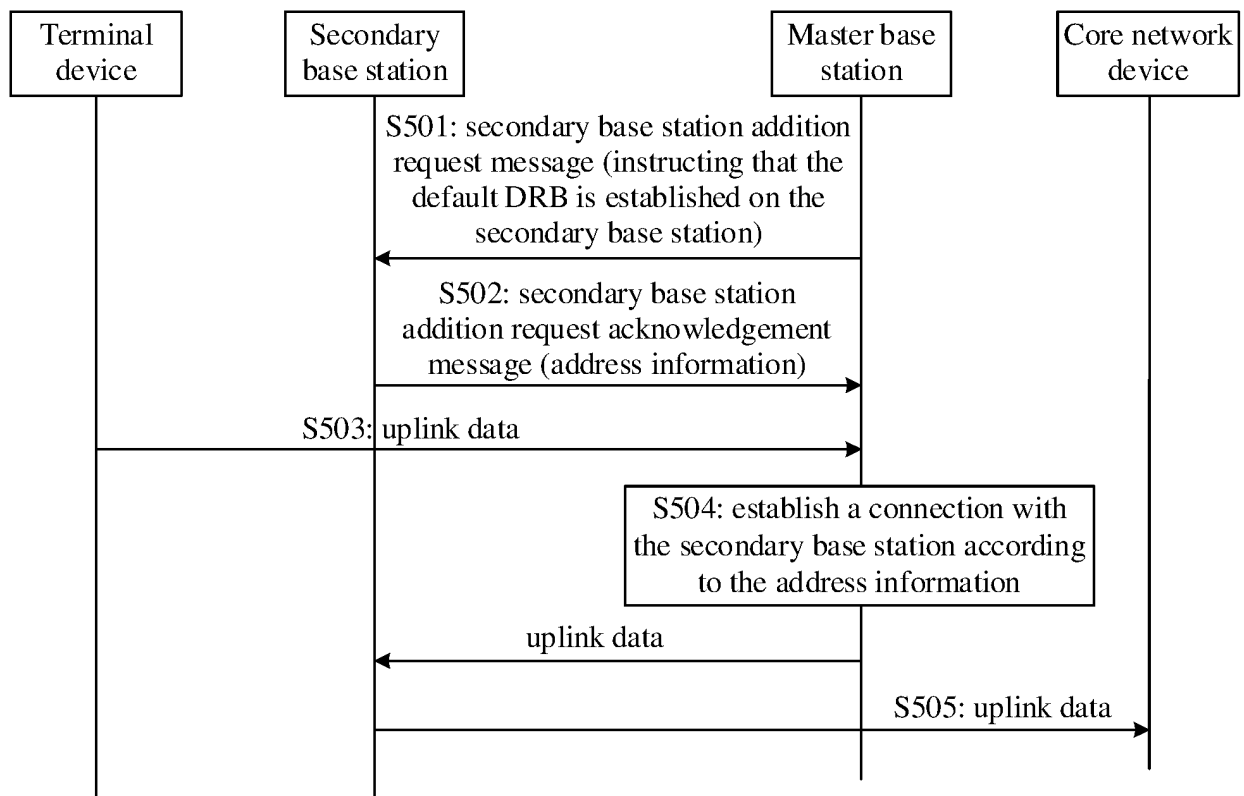 Terminal
device
Secondary
base station
Master base
station
Core network
device
S501: secondary base station addition
request message (instructing that the
default DRB is established on the
secondary base station)
S502: secondary base station
addition request acknowledgement
message (address information)
S503: uplink data
S504: establish a connection with
the secondary base station according
to the address information
uplink data
S505: uplink data